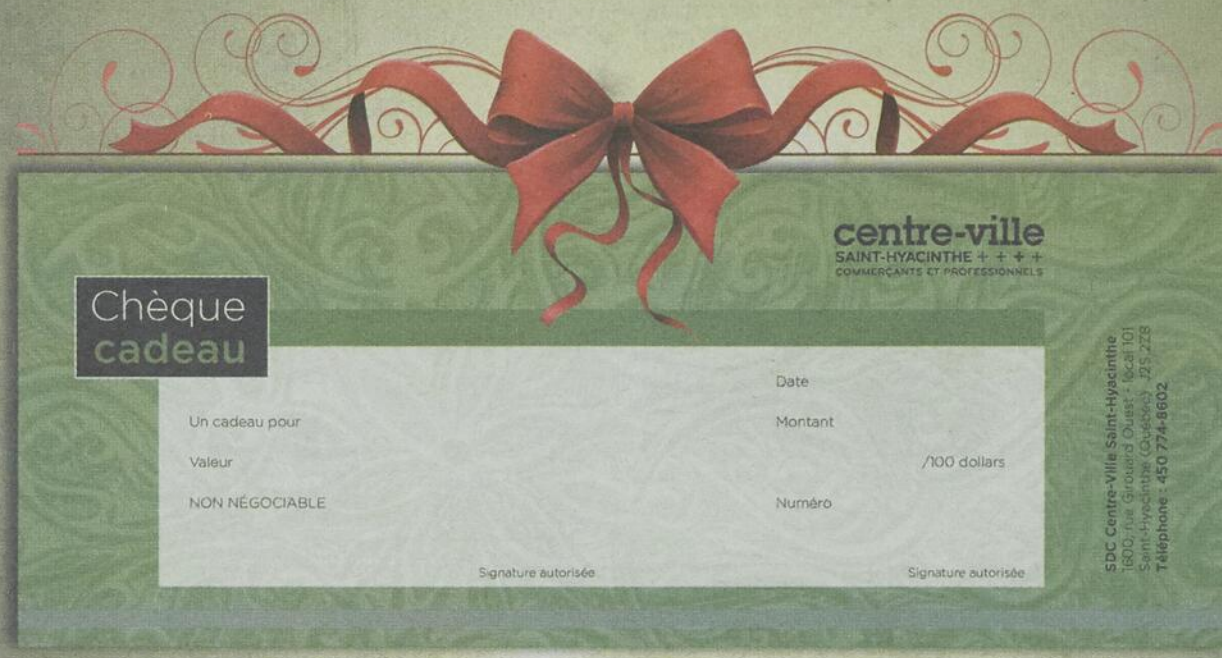 centre-ville
SAINT-HYACINTHE + + + +
COMMERÇANTS ET PROFESSIONNELS
Chèque
cadeau
Date
Un cadeau pour
Montant
Valeur
/100 dollars
NON NÉGOCIABLE
Numéro
Signature autorisée
Signature autorisée
SDC Centre-Ville Saint-Hyacinthe
1600, rue Girouard Ouest - local 101
Saint-Hyacinthe (Québec) J2S 2Z8
Téléphone : 450 774-8602